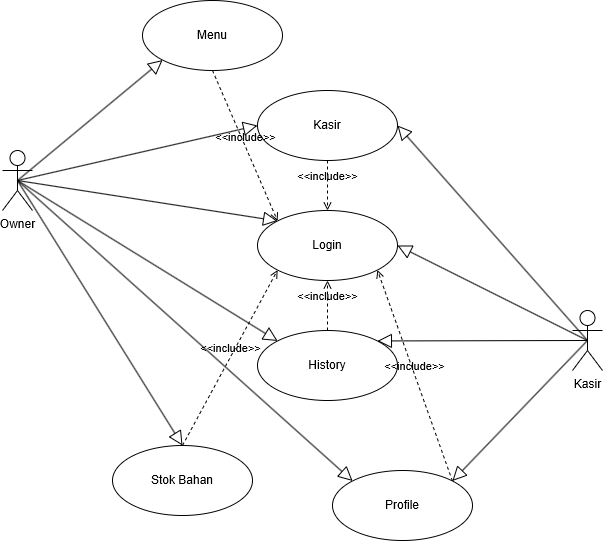 Menu
Kasir
<<include>>
<<include>>
Owner
Login
<<include>>
<<include>>
History
<<include>>
Kasir
Stok Bahan
Profile